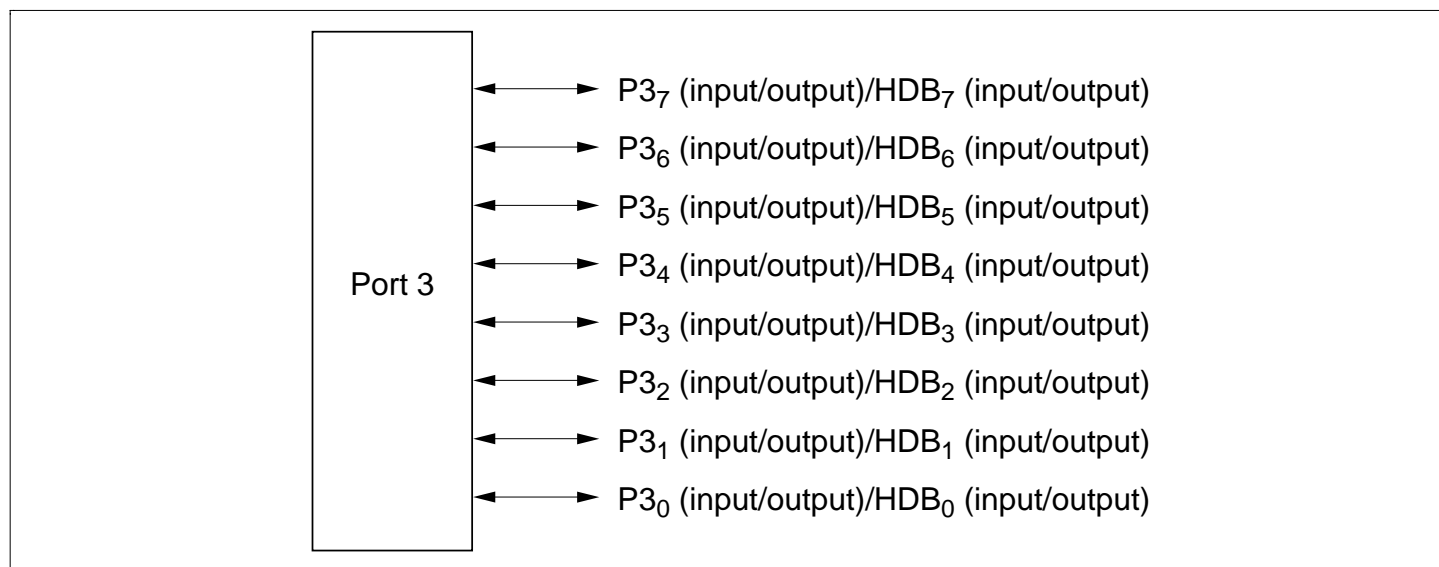 P3₇ (input/output)/HDB₇ (input/output)
P3₆ (input/output)/HDB₆ (input/output)
P3₅ (input/output)/HDB₅ (input/output)
P3₄ (input/output)/HDB₄ (input/output)
Port 3
P3₃ (input/output)/HDB₃ (input/output)
P3₂ (input/output)/HDB₂ (input/output)
P3₁ (input/output)/HDB₁ (input/output)
P3₀ (input/output)/HDB₀ (input/output)